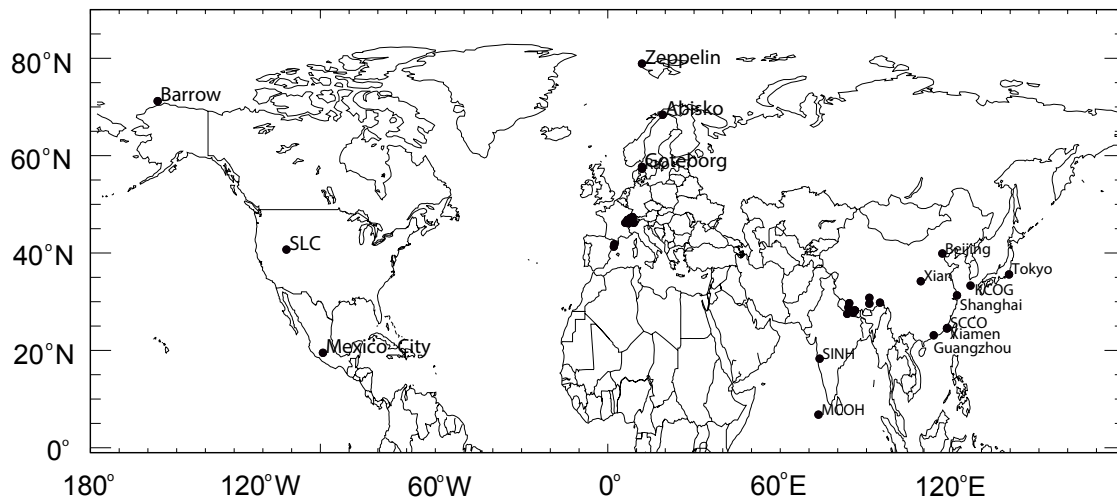 80°N
60°N
40°N
20°N
0°
Zeppelin
Barrow
Abisko
Goteborg
SLC
Beijing
Tokyo
Xian
KCOG
Shanghai
SCCO
Xiamen
Guangzhou
Mexico-City
SINH
MCOH
180°
120°W
60°W
0°
60°E
120°E